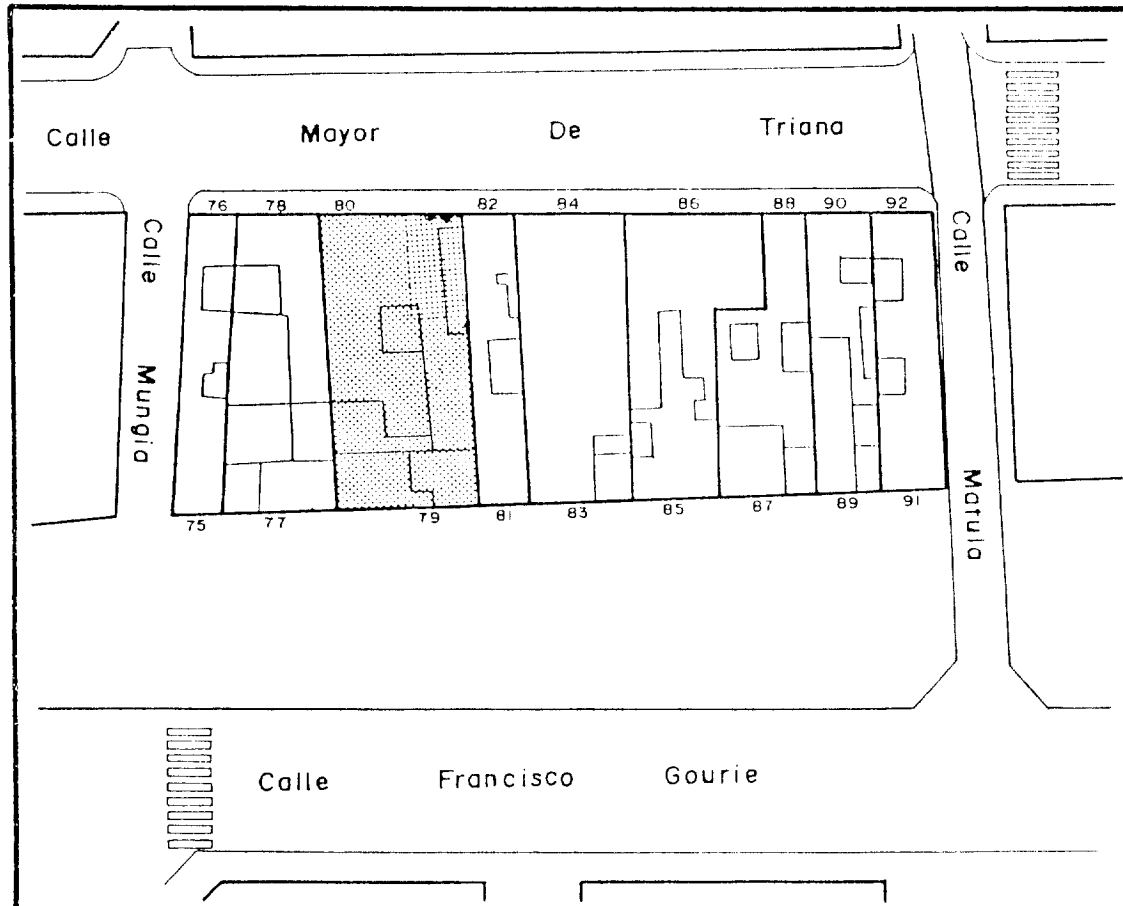 Calle Mayor De Triana
76 78 80 82 84 86 88 90 92
Calle Mungia
Calle Matula
75 77 79 81 83 85 87 89 91
Calle Francisco Gourie